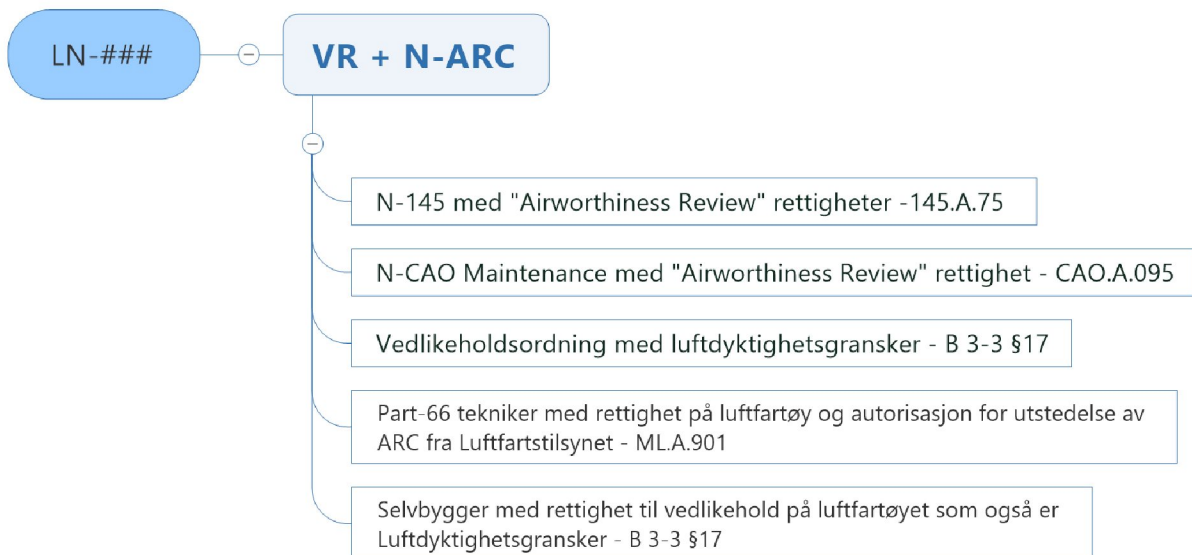 LN-###
VR + N-ARC
N-145 med "Airworthiness Review" rettigheter -145.A.75
N-CAO Maintenance med "Airworthiness Review" rettighet - CAO.A.095
Vedlikeholdsordning med luftdyktighetsgransker - B 3-3 §17
Part-66 tekniker med rettighet på luftfartøy og autorisasjon for utstedelse av
ARC fra Luftfartstilsynet - ML.A.901
Selvbygger med rettighet til vedlikehold på luftfartøyet som også er
Luftdyktighetsgransker - B 3-3 §17